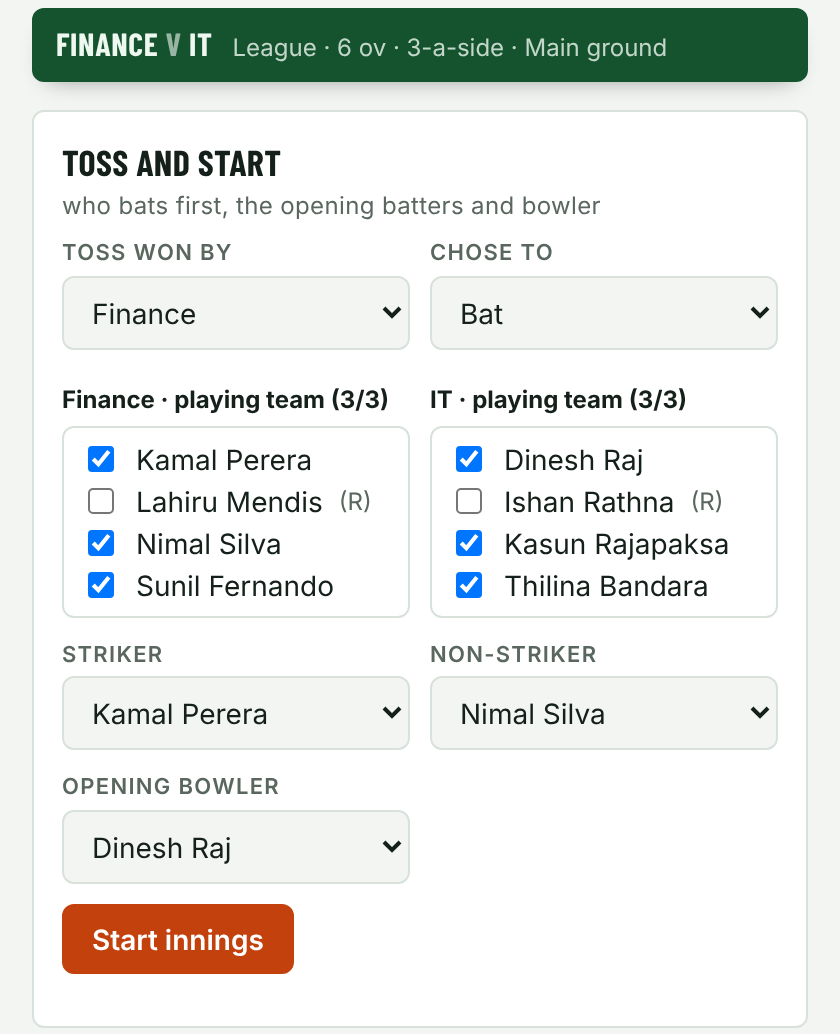 FINANCE V IT League · 6 ov · 3-a-side · Main ground
TOSS AND START
who bats first, the opening batters and bowler
TOSS WON BY CHOSE TO
Finance Bat
Finance · playing team (3/3) IT · playing team (3/3)
Kamal Perera Dinesh Raj
Lahiru Mendis (R) Ishan Rathna (R)
Nimal Silva Kasun Rajapaksa
Sunil Fernando Thilina Bandara
STRIKER NON-STRIKER
Kamal Perera Nimal Silva
OPENING BOWLER
Dinesh Raj
Start innings